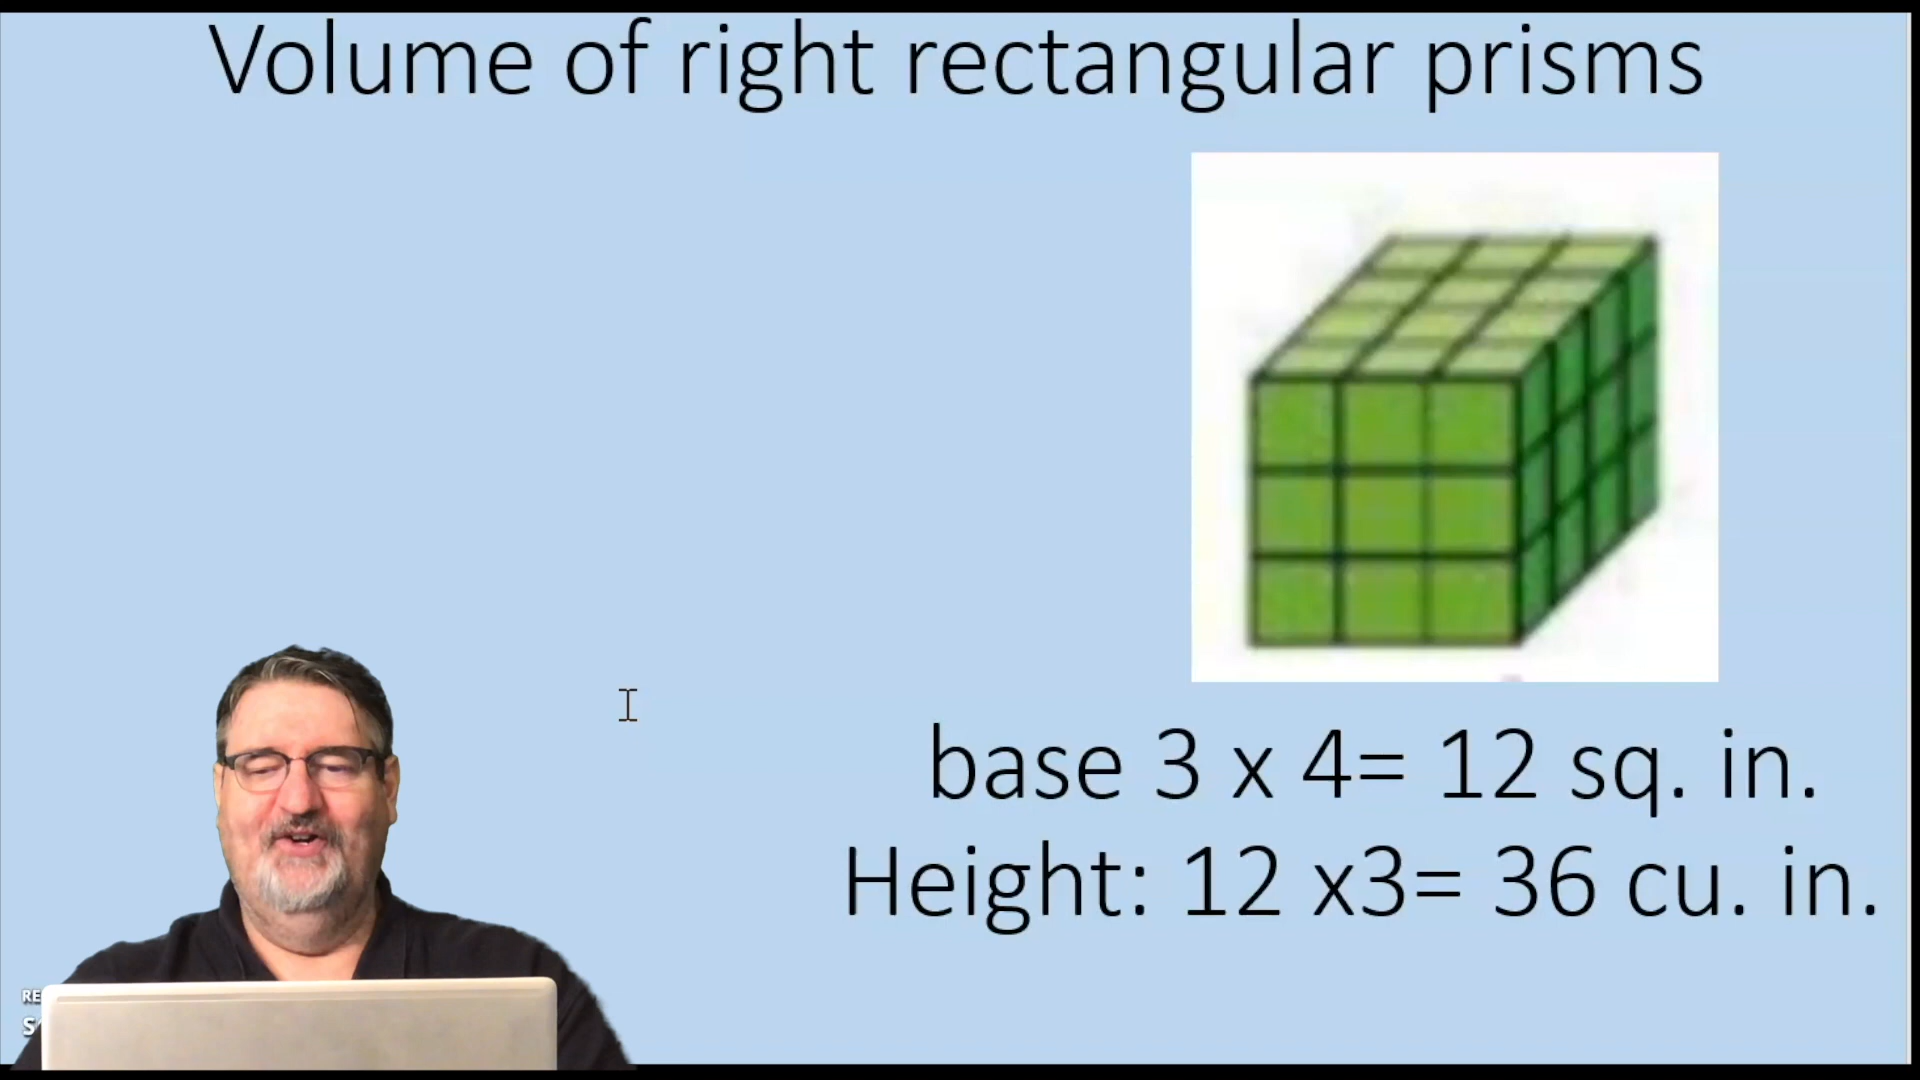 Volume of right rectangular prisms
base 3 x 4= 12 sq. in.
Height: 12 x3= 36 cu. in.